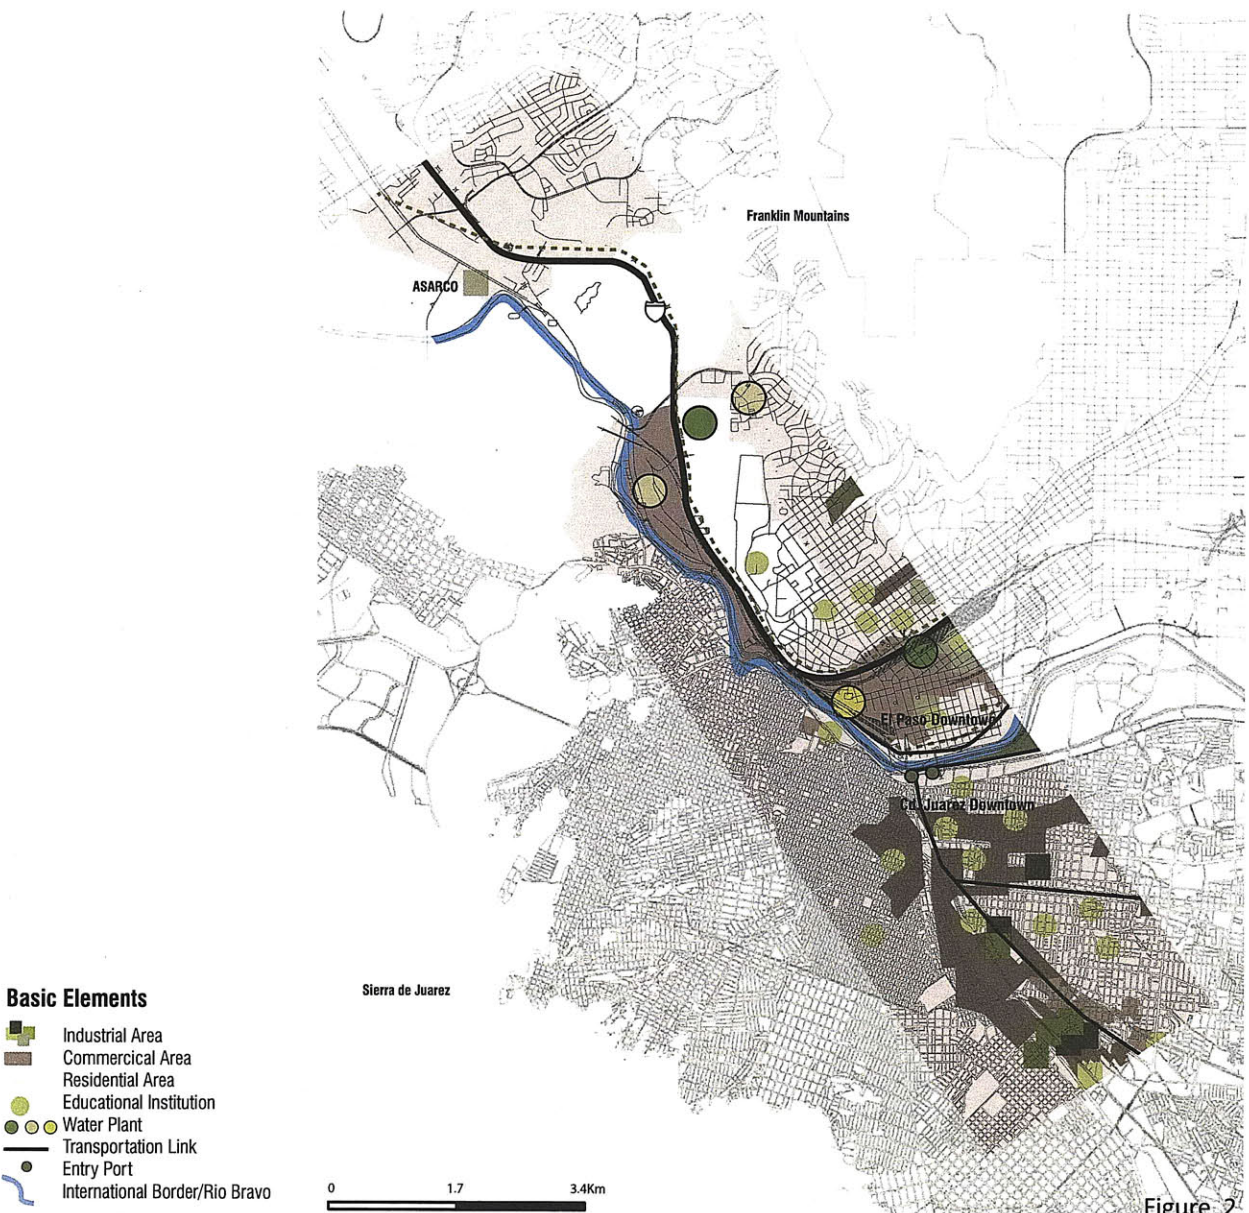 Franklin Mountains
ASARCO
El Paso Downtown
Cd. Juarez Downtown
Sierra de Juarez
Basic Elements
Industrial Area
Commercical Area
Residential Area
Educational Institution
Water Plant
Transportation Link
Entry Port
International Border/Rio Bravo
0 1.7 3.4Km
Figure 2